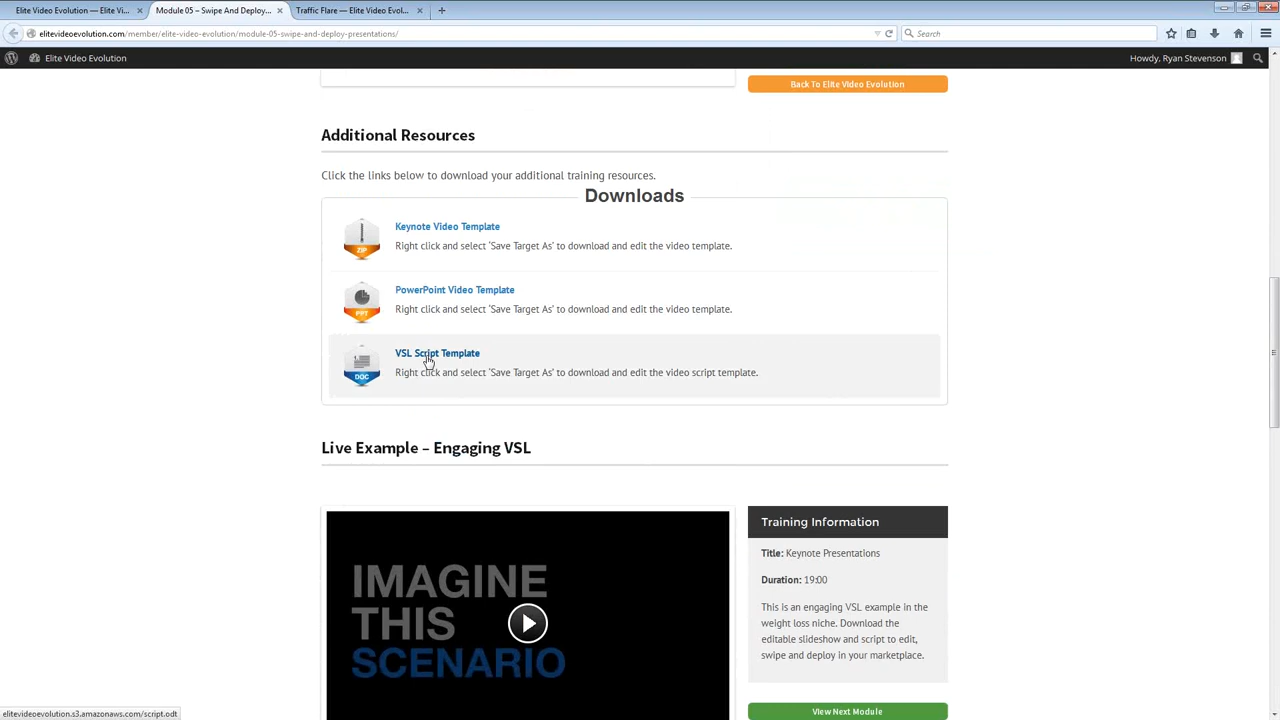 Elite Video Evolution — Elite Vi...
Module 05 – Swipe And Deploy...
Traffic Flare — Elite Video Evol...
elitevideoevolution.com/member/elite-video-evolution/module-05-swipe-and-deploy-presentations/
Search
Elite Video Evolution
Howdy, Ryan Stevenson
Back To Elite Video Evolution
Additional Resources
Click the links below to download your additional training resources.
Downloads
ZIP
Keynote Video Template
Right click and select 'Save Target As' to download and edit the video template.
PPT
PowerPoint Video Template
Right click and select 'Save Target As' to download and edit the video template.
DOC
VSL Script Template
Right click and select 'Save Target As' to download and edit the video script template.
Live Example – Engaging VSL
IMAGINE
THIS
SCENARIO
Training Information
Title: Keynote Presentations
Duration: 19:00
This is an engaging VSL example in the
weight loss niche. Download the
editable slideshow and script to edit,
swipe and deploy in your marketplace.
View Next Module
elitevideoevolution.s3.amazonaws.com/script.odt